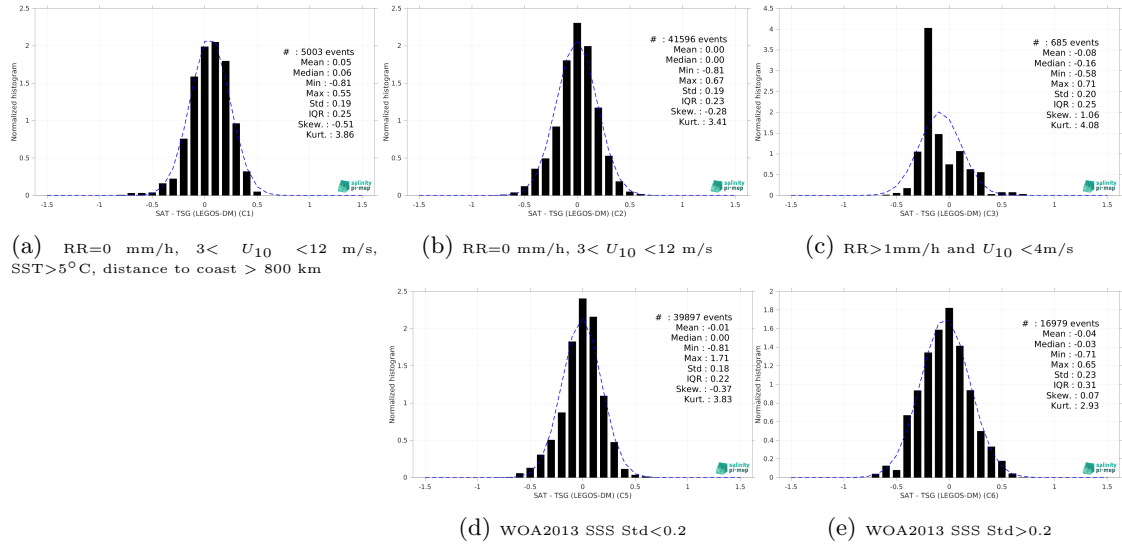 2.5
2
1.5
1
0.5
0
Normalized histogram
# : 5003 events
Mean : 0.05
Median : 0.06
Min : -0.81
Max : 0.55
Std : 0.19
IQR : 0.25
Skew. : -0.51
Kurt. : 3.86
salinity
pi-mep
-1.5 -1 -0.5 0 0.5 1 1.5
SAT - TSG (LEGOS-DM) (C1)
(a) RR=0 mm/h, 3< U10 <12 m/s,
SST>5°C, distance to coast > 800 km
2.5
2
1.5
1
0.5
0
Normalized histogram
# : 41596 events
Mean : 0.00
Median : 0.00
Min : -0.81
Max : 0.67
Std : 0.19
IQR : 0.23
Skew. : -0.28
Kurt. : 3.41
salinity
pi-mep
-1.5 -1 -0.5 0 0.5 1 1.5
SAT - TSG (LEGOS-DM) (C2)
(b) RR=0 mm/h, 3< U10 <12 m/s
4.5
4
3.5
3
2.5
2
1.5
1
0.5
0
Normalized histogram
# : 685 events
Mean : -0.08
Median : -0.16
Min : -0.58
Max : 0.71
Std : 0.20
IQR : 0.25
Skew. : 1.06
Kurt. : 4.08
salinity
pi-mep
-1.5 -1 -0.5 0 0.5 1 1.5
SAT - TSG (LEGOS-DM) (C3)
(c) RR>1mm/h and U10 <4m/s
2.5
2
1.5
1
0.5
0
Normalized histogram
# : 39897 events
Mean : -0.01
Median : 0.00
Min : -0.81
Max : 1.71
Std : 0.18
IQR : 0.22
Skew. : -0.37
Kurt. : 3.83
salinity
pi-mep
-1.5 -1 -0.5 0 0.5 1 1.5
SAT - TSG (LEGOS-DM) (C5)
(d) WOA2013 SSS Std<0.2
2
1.8
1.6
1.4
1.2
1
0.8
0.6
0.4
0.2
0
Normalized histogram
# : 16979 events
Mean : -0.04
Median : -0.03
Min : -0.71
Max : 0.65
Std : 0.23
IQR : 0.31
Skew. : 0.07
Kurt. : 2.93
salinity
pi-mep
-1.5 -1 -0.5 0 0.5 1 1.5
SAT - TSG (LEGOS-DM) (C6)
(e) WOA2013 SSS Std>0.2